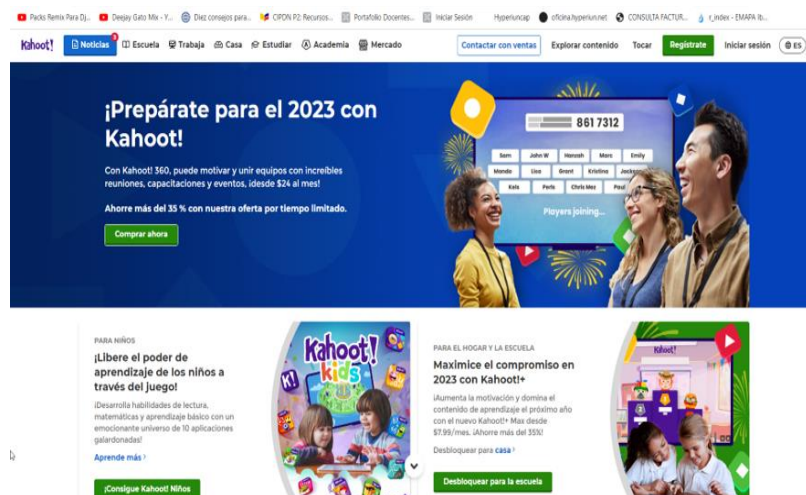 Packs Remix Para Dj...
Deejay Gato Mix - Y...
Diez consejos para...
CIPDN P2: Recursos...
Portafolio Docentes...
Iniciar Sesión
Hyperiuncap
oficina.hyperiun.net
CONSULTA FACTUR...
r_index - EMAPA Ib...
Kahoot!
Noticias
3
Escuela
Trabaja
Casa
Estudiar
Academia
Mercado
Contactar con ventas
Explorar contenido
Tocar
Regístrate
Iniciar sesión
ES
¡Prepárate para el 2023 con
Kahoot!
Con Kahoot! 360, puede motivar y unir equipos con increíbles
reuniones, capacitaciones y eventos, ¡desde $24 al mes!
Ahorre más del 35 % con nuestra oferta por tiempo limitado.
Comprar ahora
861 7312
Sam John W Hannah Marc Emily
Monde Lisa Grant Kristina Jackson
Kels Perls Chris Mez Paul
Players joining...
PARA NIÑOS
¡Libere el poder de
aprendizaje de los niños a
través del juego!
¡Desarrolla habilidades de lectura,
matemáticas y aprendizaje básico con un
emocionante universo de 10 aplicaciones
galardonadas!
Aprende más ›
¡Consigue Kahoot! Niños
Kahoot!
kids
K!
PARA EL HOGAR Y LA ESCUELA
Maximice el compromiso en
2023 con Kahoot!+
¡Aumenta la motivación y domina el
contenido de aprendizaje el próximo año
con el nuevo Kahoot!+ Max desde
$7.99/mes. ¡Ahorre más del 35%!
Desbloquear para casa ›
Desbloquear para la escuela
Kahoot!